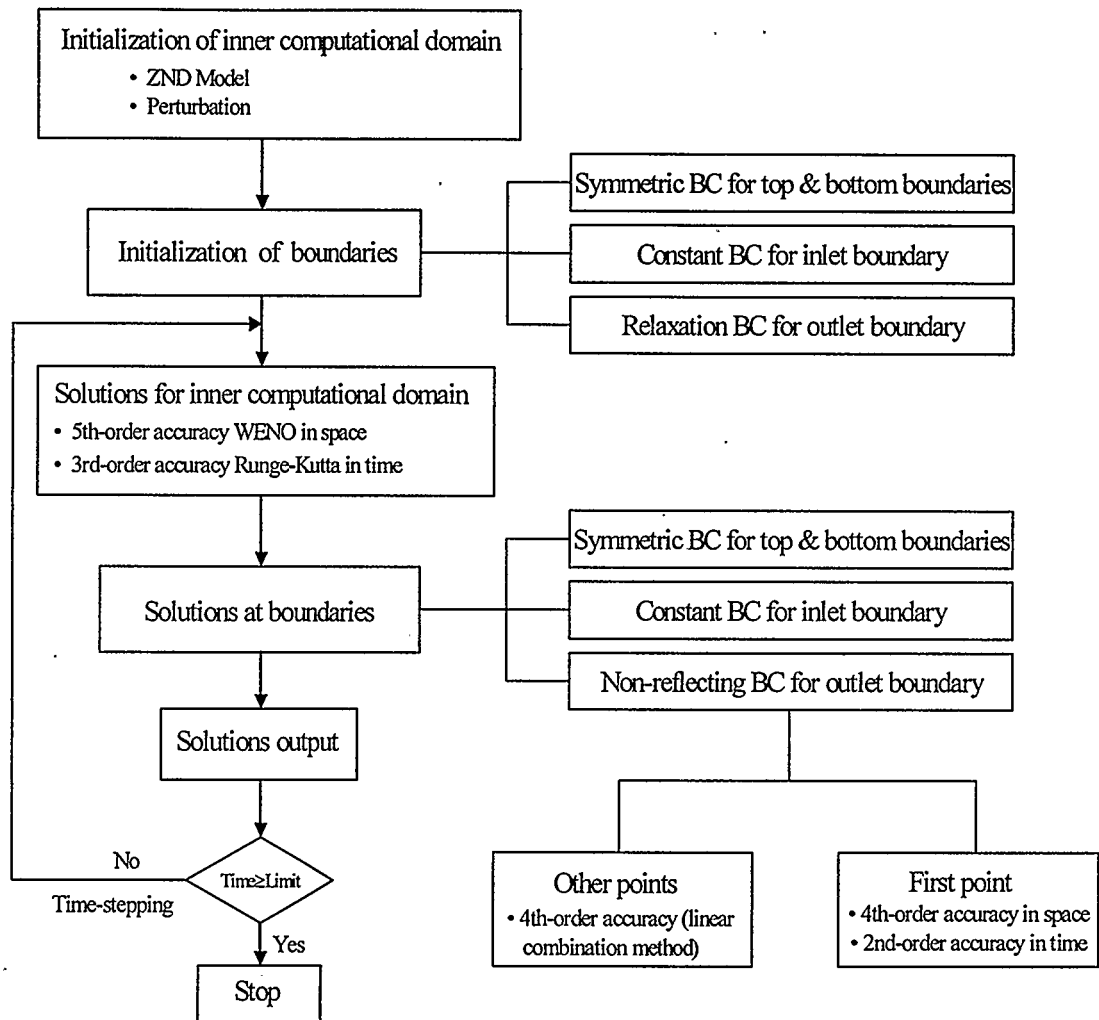 Initialization of inner computational domain
• ZND Model
• Perturbation
Symmetric BC for top & bottom boundaries
Initialization of boundaries
Constant BC for inlet boundary
Relaxation BC for outlet boundary
Solutions for inner computational domain
• 5th-order accuracy WENO in space
• 3rd-order accuracy Runge-Kutta in time
Symmetric BC for top & bottom boundaries
Solutions at boundaries
Constant BC for inlet boundary
Non-reflecting BC for outlet boundary
Solutions output
No
Time≥Limit
Time-stepping
Yes
Stop
Other points
• 4th-order accuracy (linear
combination method)
First point
• 4th-order accuracy in space
• 2nd-order accuracy in time